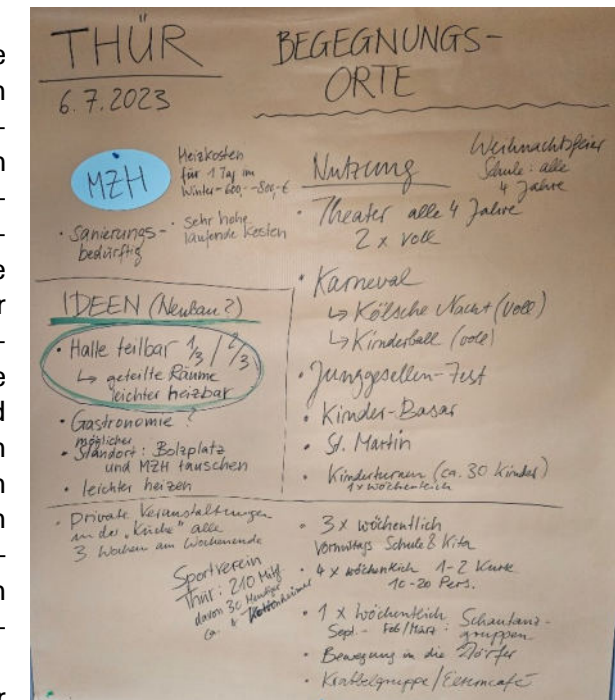 THÜR
6.7.2023
BEGEGNUNGS-
ORTE
MZH
Heizkosten
für 1 Tag im
Winter ~ 600,- - 800,- €
· Sanierungs-
bedürftig
· Sehr hohe
laufende Kosten
IDEEN (Neubau?)
· Halle teilbar 1/3 / 2/3
↳ geteilte Räume
leichter heizbar
· Gastronomie ?
möglicher
· Standort: Bolzplatz
und MZH tauschen
· leichter heizen
· Private Veranstaltungen
in der „Küche" alle
3 Wochen am Wochenende
Sportverein
Thür: 210 Mitgl.
davon 30 Mendiger
ca. Kottenheimer
Nutzung
Weihnachtsfeier
Schule: alle
4 Jahre
· Theater alle 4 Jahre
2 x voll
· Karneval
↳ Kölsche Nacht (voll)
↳ Kinderball (voll)
· Junggesellen-Fest
· Kinder-Basar
· St. Martin
· Kinderturnen (ca. 30 Kinder)
1x wöchentlich
· 3 x wöchentlich
Vormittags Schule & Kita
· 4 x wöchentlich 1-2 Kurse
10-20 Pers.
· 1 x wöchentlich Schautanz-
Sept. - Feb/März: gruppen
· Bewegung in die Dörfer
· Krabbelgruppe/Elterncafé